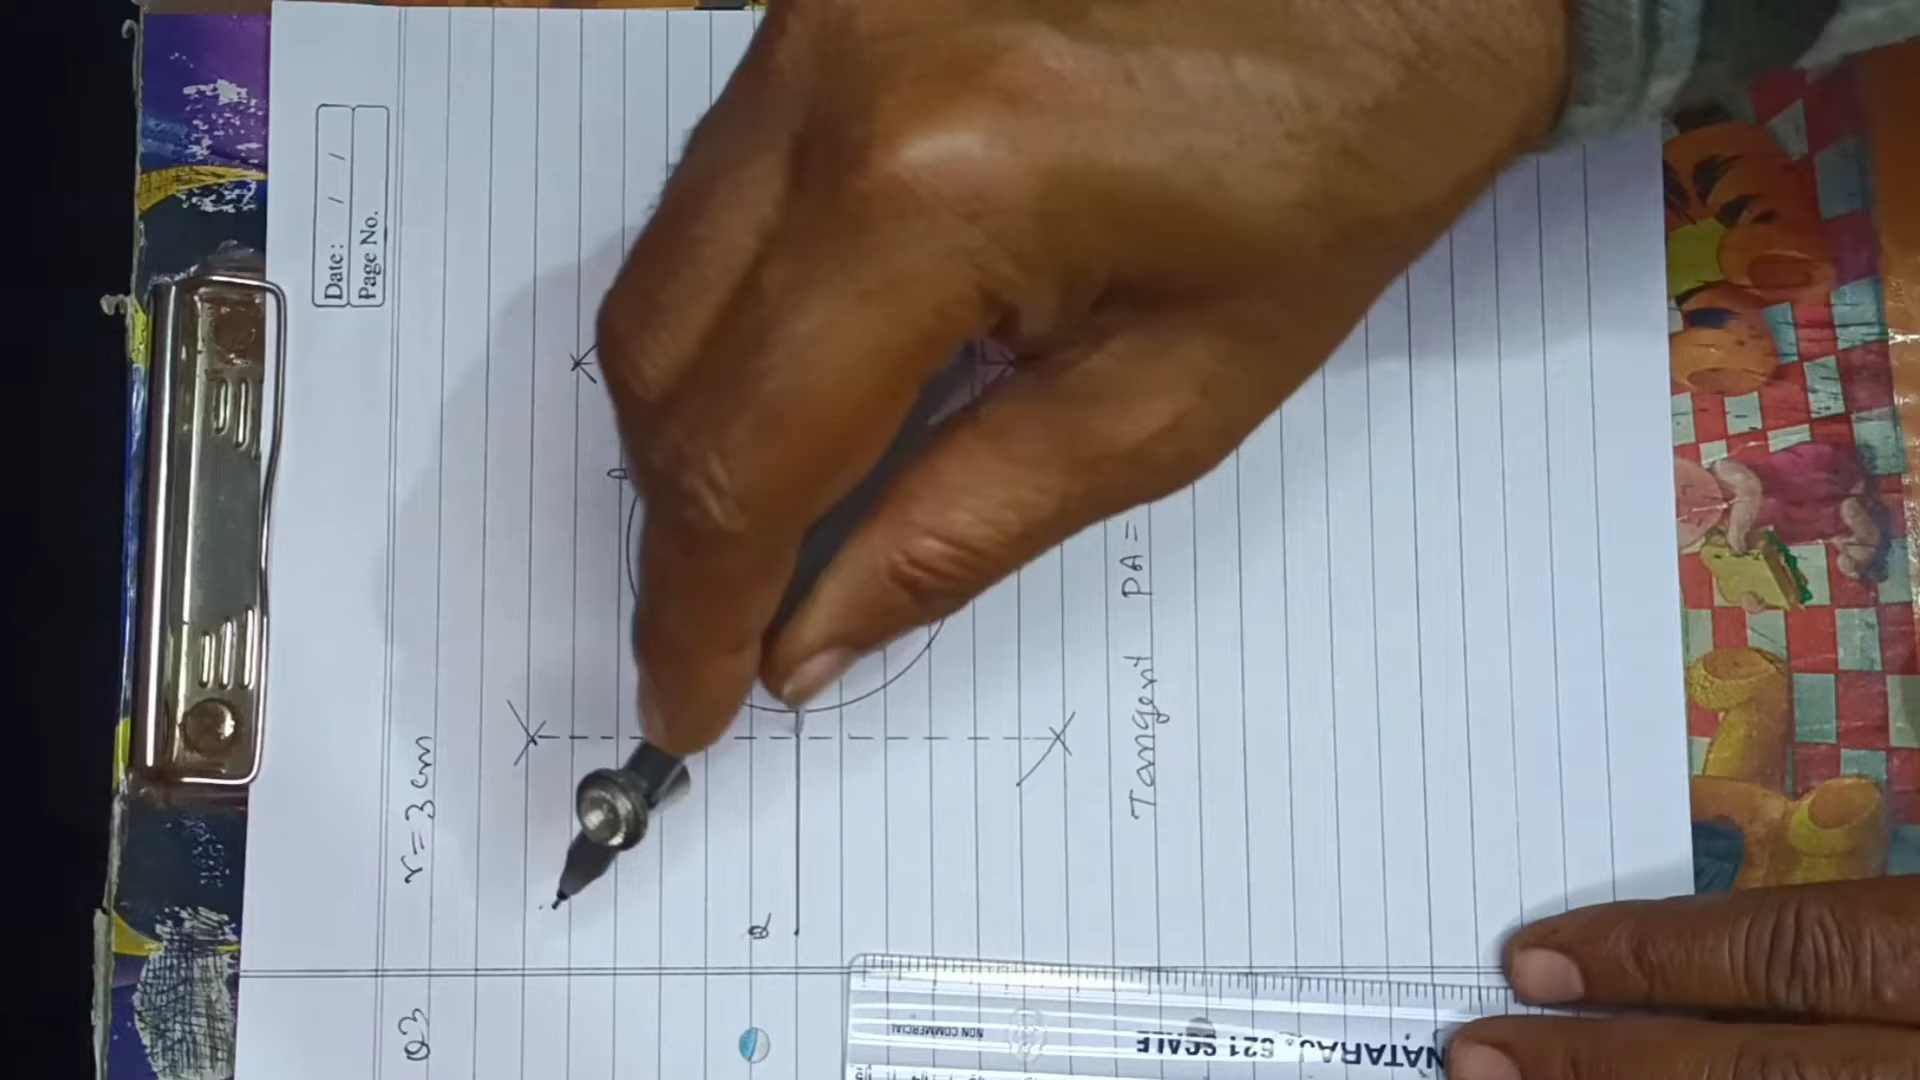 Date : / /
Page No.
Q3 r = 3 cm
A
Q
Tangent PA =
NATARAJ 621 SCALE
NON COMMERCIAL